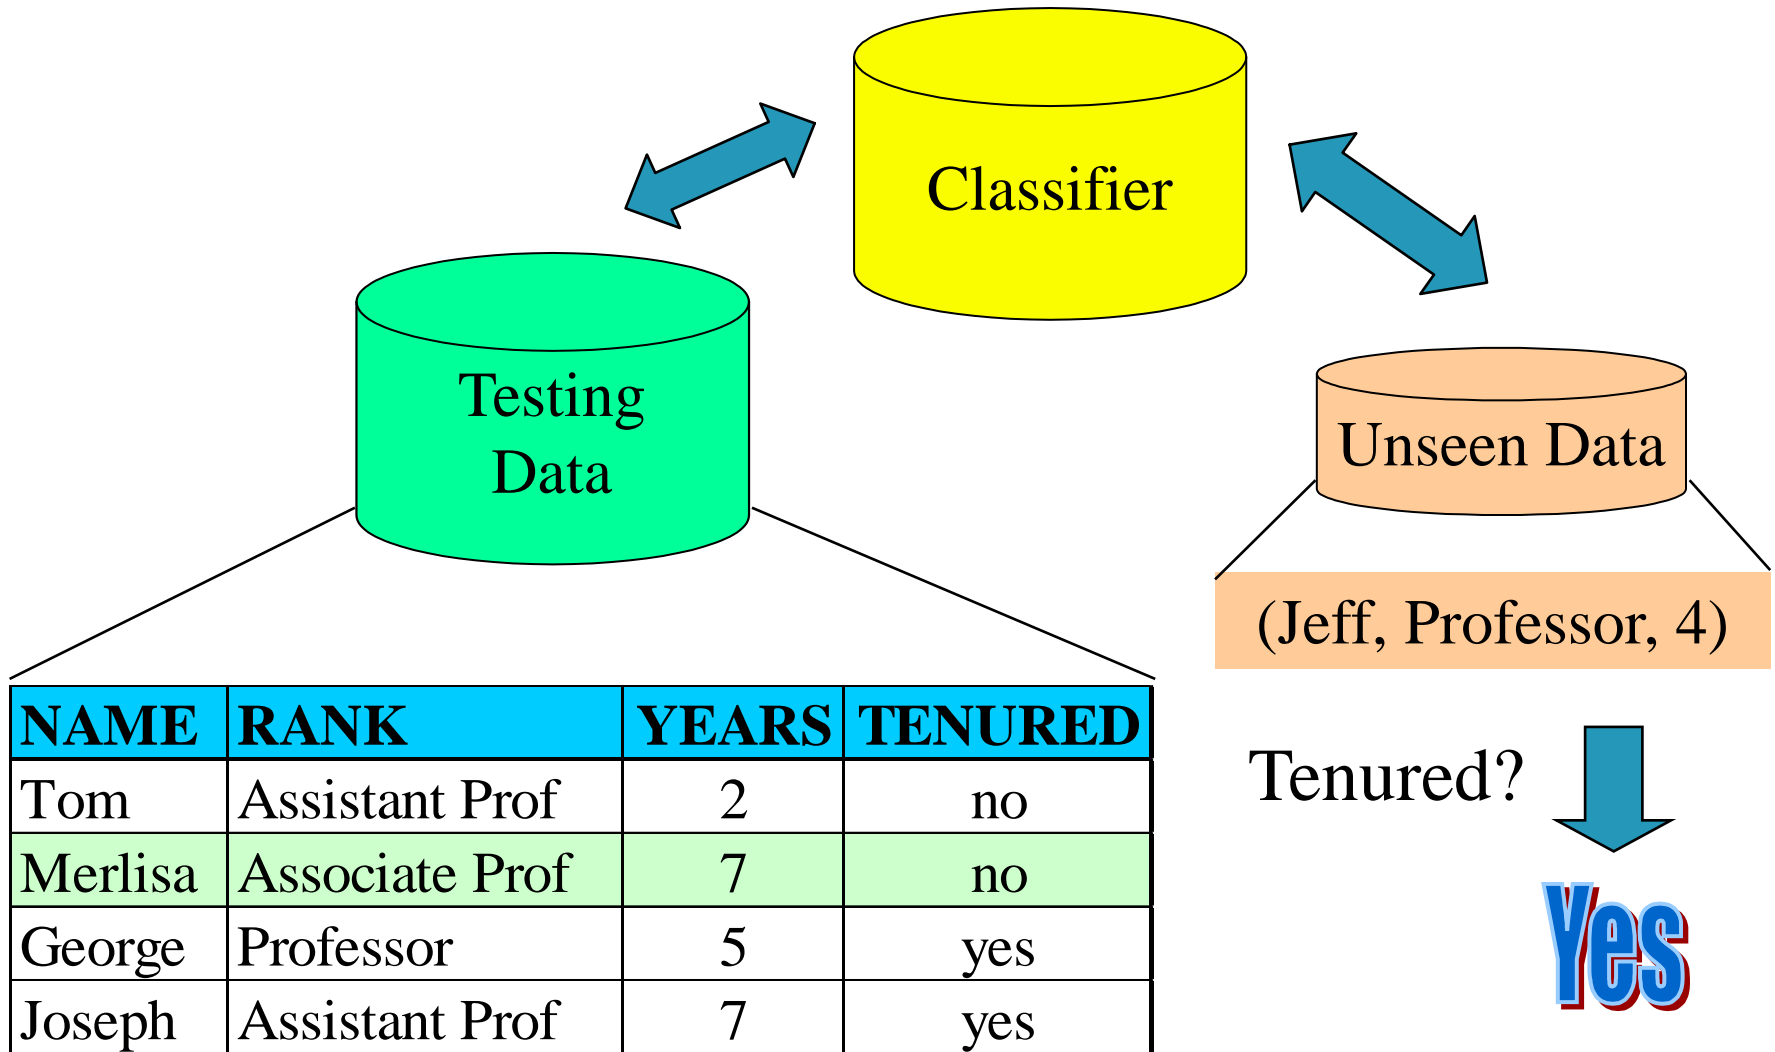 Classifier
Testing
Data
Unseen Data
(Jeff, Professor, 4)
NAME RANK YEARS TENURED
Tom Assistant Prof 2 no
Merlisa Associate Prof 7 no
George Professor 5 yes
Joseph Assistant Prof 7 yes
Tenured?
Yes